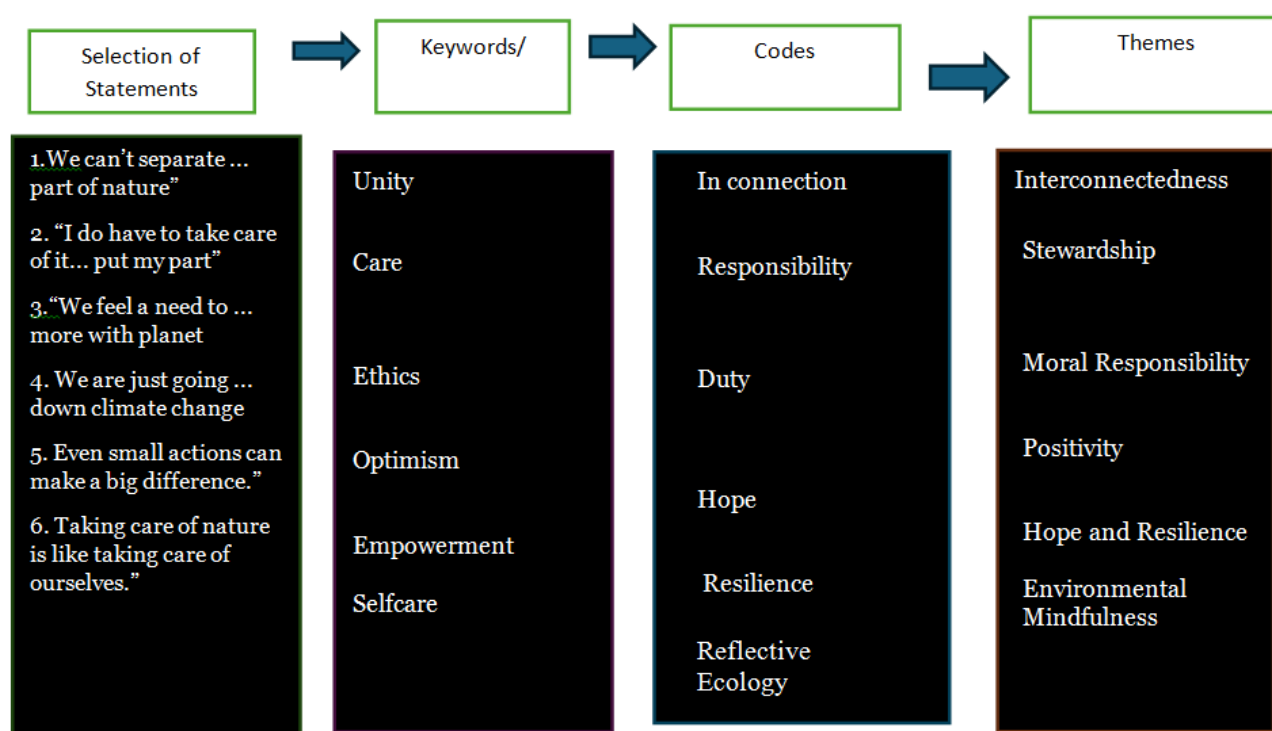 Selection of
Statements
Keywords/
Codes
Themes
1.We can’t separate ...
part of nature”
2. “I do have to take care
of it... put my part”
3.“We feel a need to ...
more with planet
4. We are just going ...
down climate change
5. Even small actions can
make a big difference.”
6. Taking care of nature
is like taking care of
ourselves.”
Unity
Care
Ethics
Optimism
Empowerment
Selfcare
In connection
Responsibility
Duty
Hope
Resilience
Reflective
Ecology
Interconnectedness
Stewardship
Moral Responsibility
Positivity
Hope and Resilience
Environmental
Mindfulness